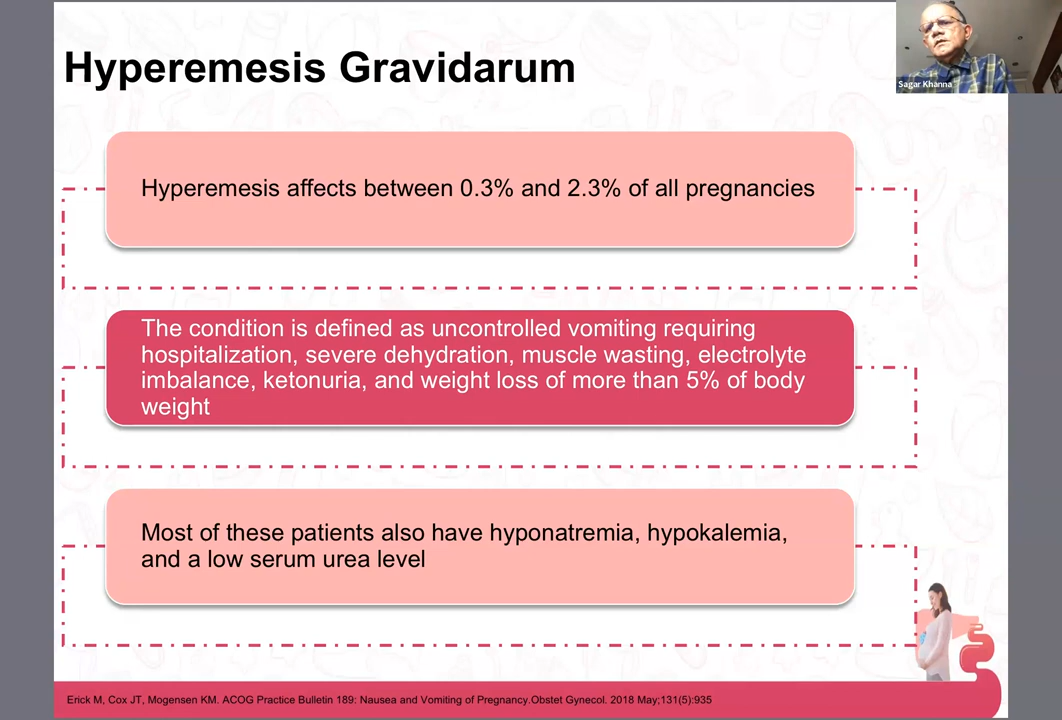 Hyperemesis Gravidarum
Sagar Khanna
Hyperemesis affects between 0.3% and 2.3% of all pregnancies
The condition is defined as uncontrolled vomiting requiring
hospitalization, severe dehydration, muscle wasting, electrolyte
imbalance, ketonuria, and weight loss of more than 5% of body
weight
Most of these patients also have hyponatremia, hypokalemia,
and a low serum urea level
Erick M, Cox JT, Mogensen KM. ACOG Practice Bulletin 189: Nausea and Vomiting of Pregnancy.Obstet Gynecol. 2018 May;131(5):935